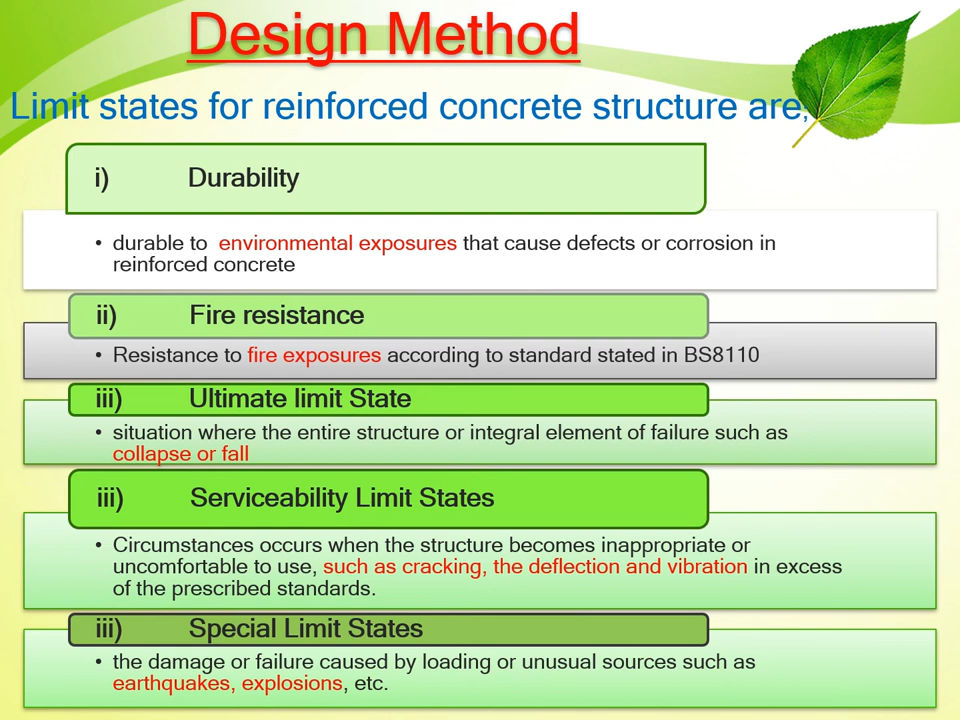 Design Method
Limit states for reinforced concrete structure are;
i) Durability
• durable to environmental exposures that cause defects or corrosion in
reinforced concrete
ii) Fire resistance
• Resistance to fire exposures according to standard stated in BS8110
iii) Ultimate limit State
• situation where the entire structure or integral element of failure such as
collapse or fall
iii) Serviceability Limit States
• Circumstances occurs when the structure becomes inappropriate or
uncomfortable to use, such as cracking, the deflection and vibration in excess
of the prescribed standards.
iii) Special Limit States
• the damage or failure caused by loading or unusual sources such as
earthquakes, explosions, etc.